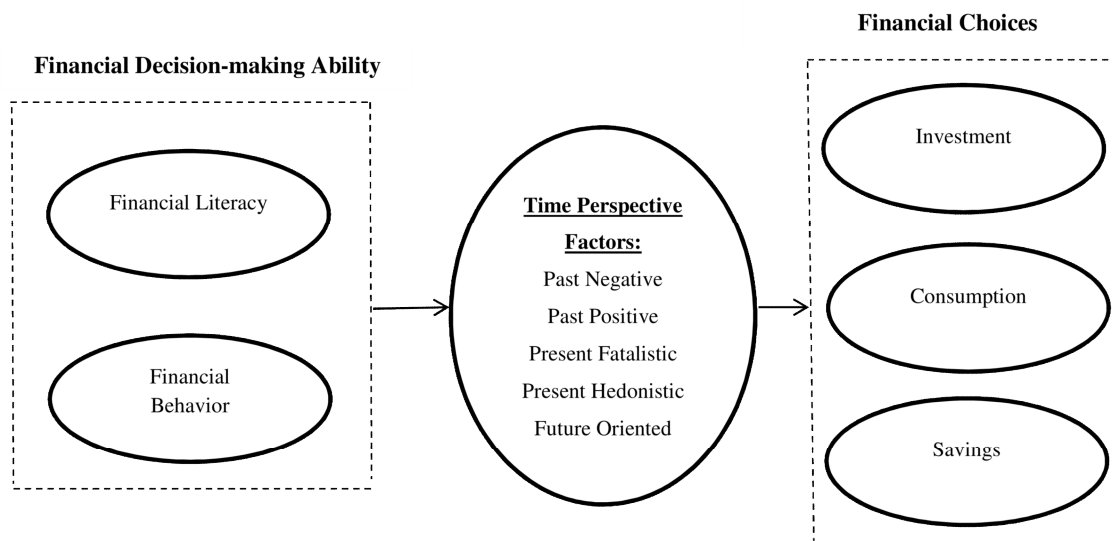 Financial Choices
Financial Decision-making Ability
Financial Literacy
Financial
Behavior
Time Perspective
Factors:
Past Negative
Past Positive
Present Fatalistic
Present Hedonistic
Future Oriented
Investment
Consumption
Savings